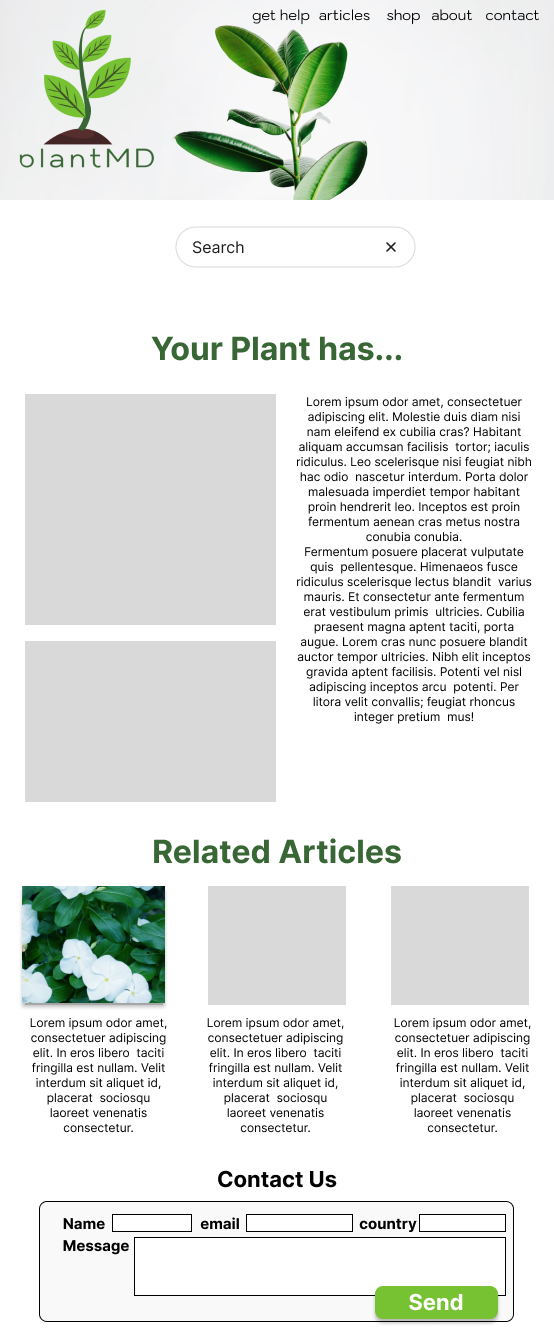 get help articles shop about contact
plantMD
Search
Your Plant has...
Lorem ipsum odor amet, consectetuer
adipiscing elit. Molestie duis diam nisi
nam eleifend ex cubilia cras? Habitant
aliquam accumsan facilisis tortor; iaculis
ridiculus. Leo scelerisque nisi feugiat nibh
hac odio nascetur interdum. Porta dolor
malesuada imperdiet tempor habitant
proin hendrerit leo. Inceptos est proin
fermentum aenean cras metus nostra
conubia conubia.
Fermentum posuere placerat vulputate
quis pellentesque. Himenaeos fusce
ridiculus scelerisque lectus blandit varius
mauris. Et consectetur ante fermentum
erat vestibulum primis ultricies. Cubilia
praesent magna aptent taciti, porta
augue. Lorem cras nunc posuere blandit
auctor tempor ultricies. Nibh elit inceptos
gravida aptent facilisis. Potenti vel nisl
adipiscing inceptos arcu potenti. Per
litora velit convallis; feugiat rhoncus
integer pretium mus!
Related Articles
Lorem ipsum odor amet,
consectetuer adipiscing
elit. In eros libero taciti
fringilla est nullam. Velit
interdum sit aliquet id,
placerat sociosqu
laoreet venenatis
consectetur.
Lorem ipsum odor amet,
consectetuer adipiscing
elit. In eros libero taciti
fringilla est nullam. Velit
interdum sit aliquet id,
placerat sociosqu
laoreet venenatis
consectetur.
Lorem ipsum odor amet,
consectetuer adipiscing
elit. In eros libero taciti
fringilla est nullam. Velit
interdum sit aliquet id,
placerat sociosqu
laoreet venenatis
consectetur.
Contact Us
Name email country
Message
Send